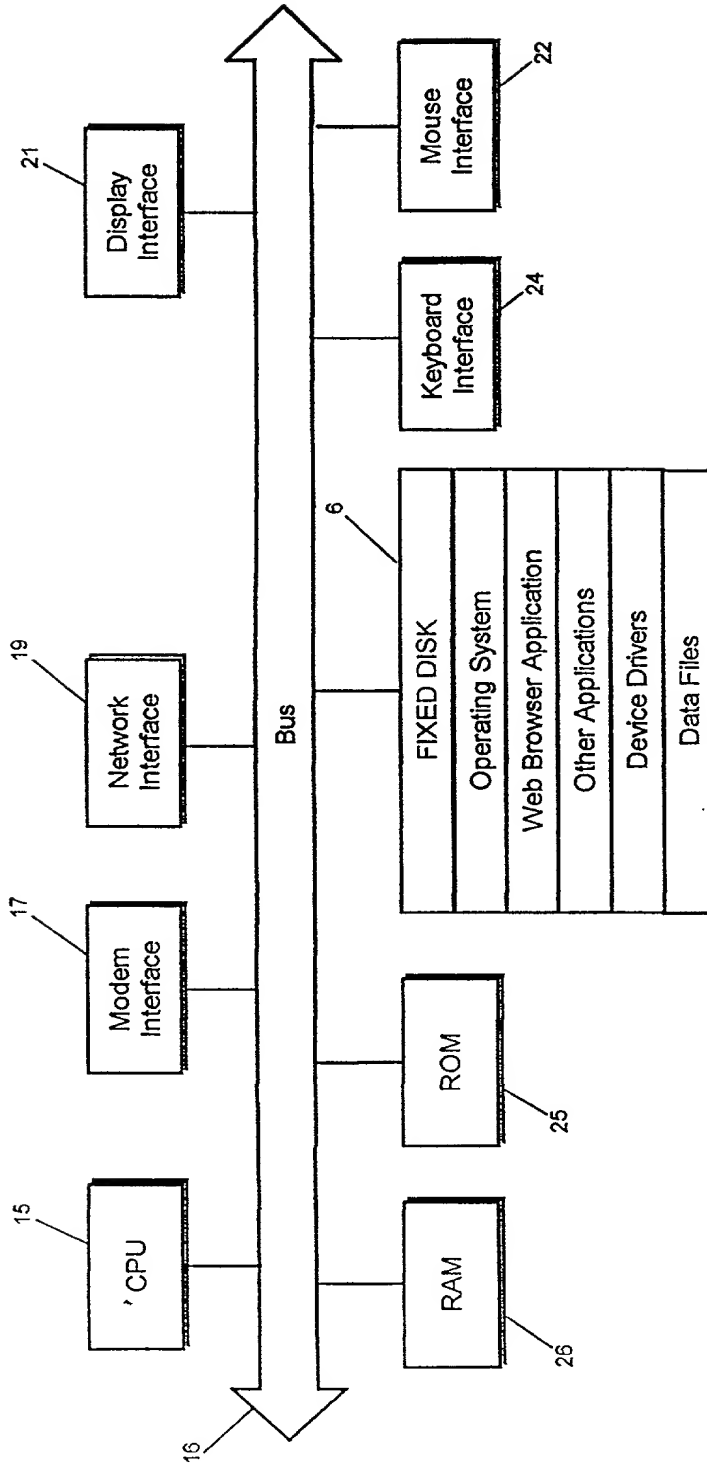 15
'CPU
17
Modem
Interface
19
Network
Interface
21
Display
Interface
16
Bus
RAM
26
ROM
25
6
FIXED DISK
Operating System
Web Browser Application
Other Applications
Device Drivers
Data Files
Keyboard
Interface
24
Mouse
Interface
22